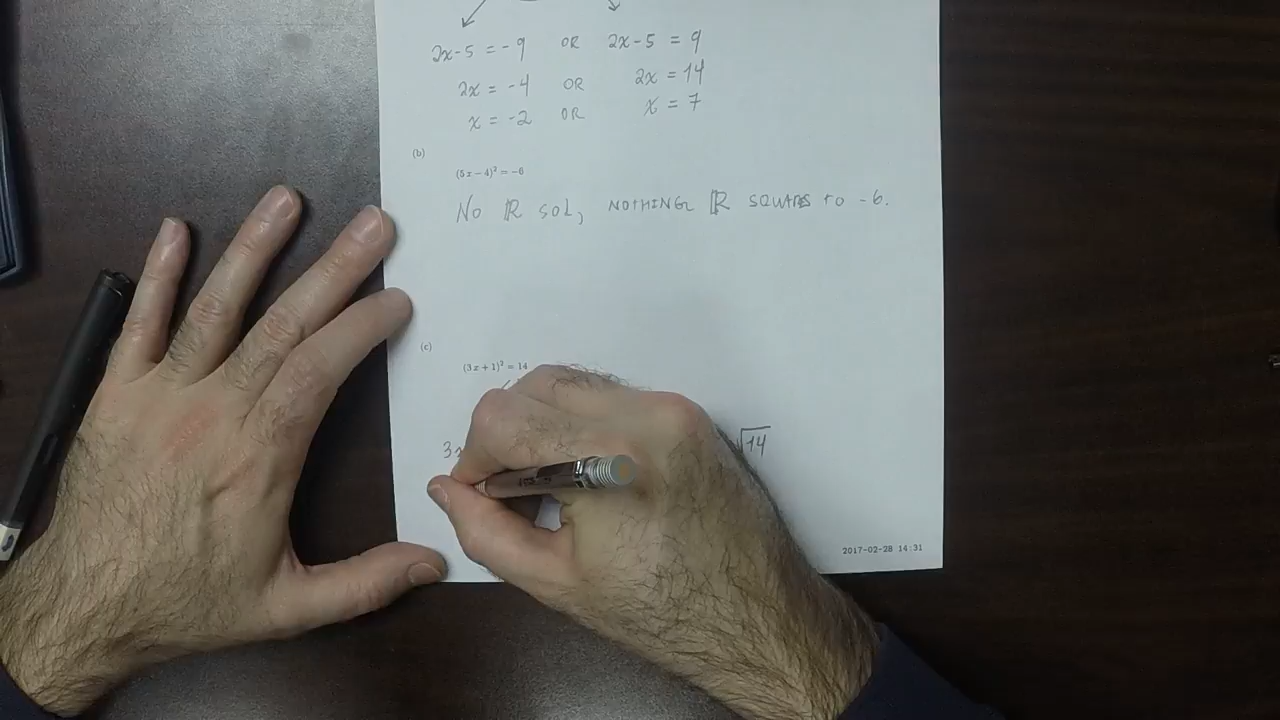 2x-5 = -9 OR 2x-5 = 9
2x = -4 OR 2x = 14
x = -2 OR x = 7
(b)
(5x − 4)² = −6
No ℝ SOL, NOTHING ℝ SQUARES TO -6.
(c)
(3x + 1)² = 14
3x √14
2017-02-28 14:31